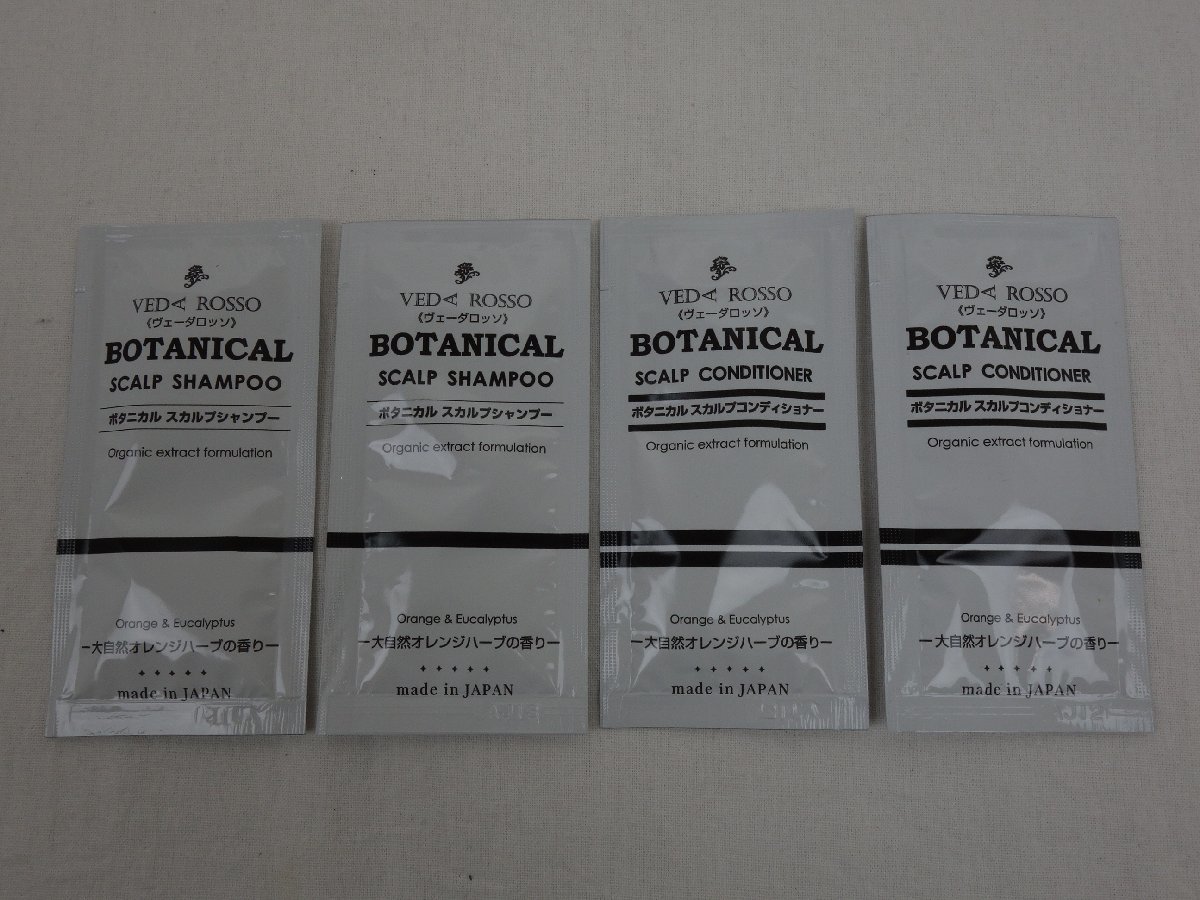 VEDA ROSSO
《ヴェーダロッソ》
BOTANICAL
SCALP SHAMPOO
ボタニカル スカルプシャンプー
Organic extract formulation
Orange & Eucalyptus
ー大自然オレンジハーブの香りー
made in JAPAN
VEDA ROSSO
《ヴェーダロッソ》
BOTANICAL
SCALP SHAMPOO
ボタニカル スカルプシャンプー
Organic extract formulation
Orange & Eucalyptus
ー大自然オレンジハーブの香りー
made in JAPAN
VEDA ROSSO
《ヴェーダロッソ》
BOTANICAL
SCALP CONDITIONER
ボタニカル スカルプコンディショナー
Organic extract formulation
Orange & Eucalyptus
ー大自然オレンジハーブの香りー
made in JAPAN
VEDA ROSSO
《ヴェーダロッソ》
BOTANICAL
SCALP CONDITIONER
ボタニカル スカルプコンディショナー
Organic extract formulation
Orange & Eucalyptus
ー大自然オレンジハーブの香りー
made in JAPAN